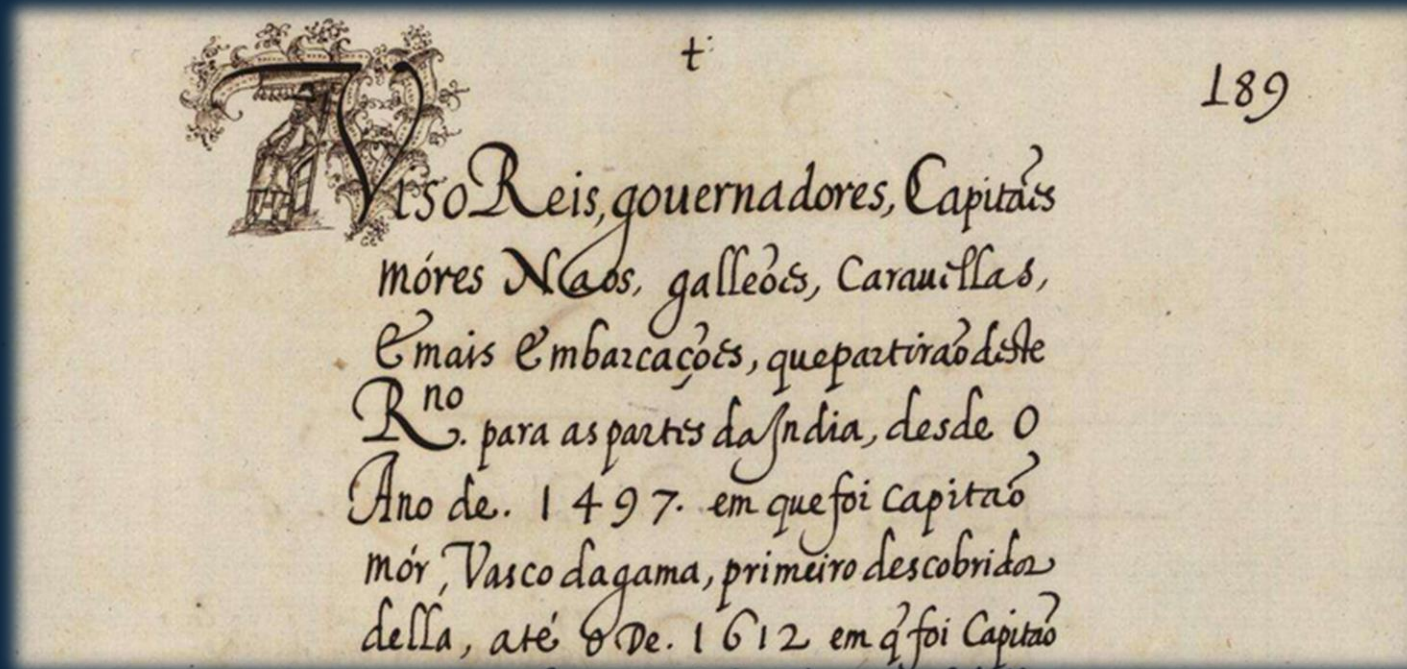 t
189
Viso Reis, gouernadores, Capitães
móres Naos, galleões, Carauellas,
E mais Embarcações, que partirão deste
Rno. para as partes da India, desde O
Ano de. 1497. em que foi capitão
mór, Vasco da gama, primeiro descobridor
della, até o De. 1612 em q̃ foi Capitão